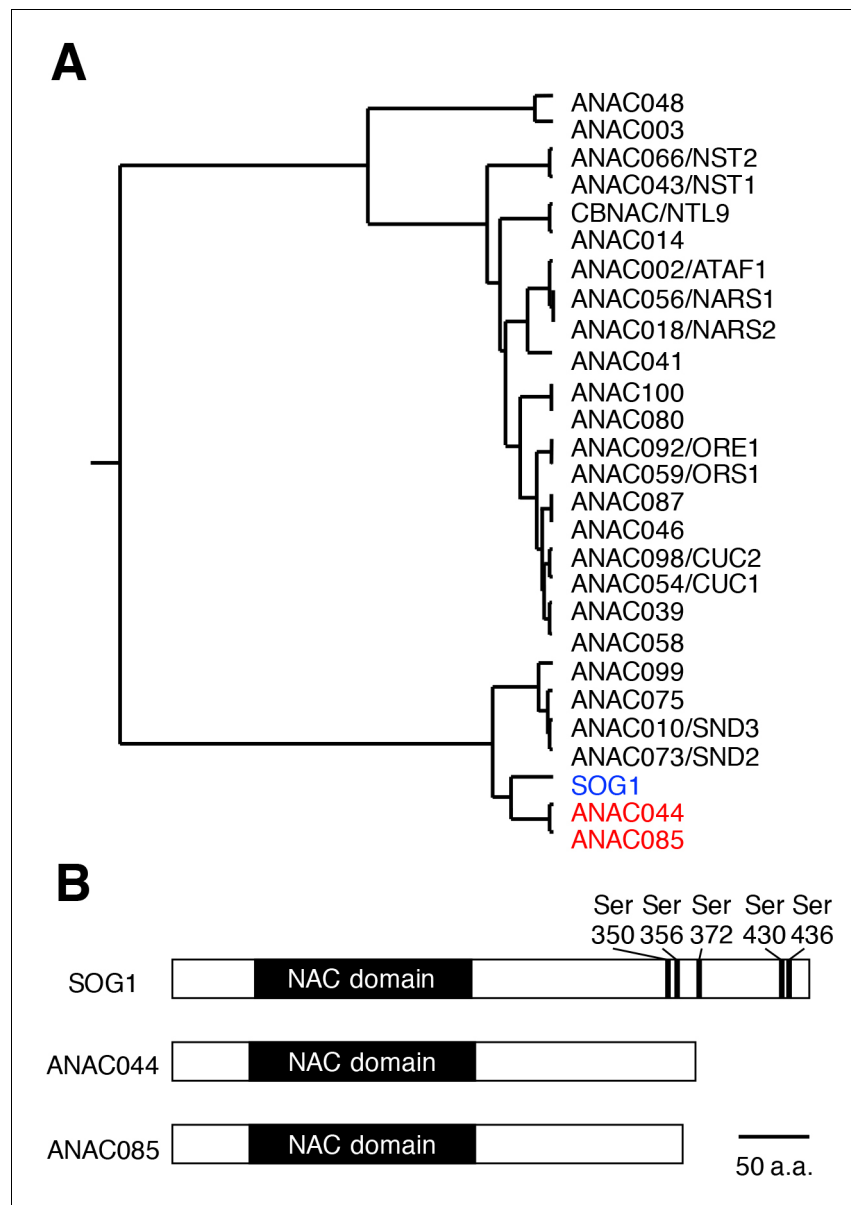 A
ANAC048
ANAC003
ANAC066/NST2
ANAC043/NST1
CBNAC/NTL9
ANAC014
ANAC002/ATAF1
ANAC056/NARS1
ANAC018/NARS2
ANAC041
ANAC100
ANAC080
ANAC092/ORE1
ANAC059/ORS1
ANAC087
ANAC046
ANAC098/CUC2
ANAC054/CUC1
ANAC039
ANAC058
ANAC099
ANAC075
ANAC010/SND3
ANAC073/SND2
SOG1
ANAC044
ANAC085
B
Ser Ser Ser Ser Ser
350 356 372 430 436
SOG1 NAC domain
ANAC044 NAC domain
ANAC085 NAC domain
50 a.a.